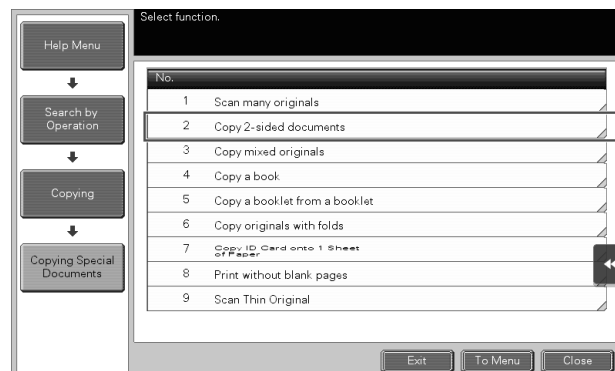 Select function.
Help Menu
Search by
Operation
Copying
Copying Special
Documents
No.
1 Scan many originals
2 Copy 2-sided documents
3 Copy mixed originals
4 Copy a book
5 Copy a booklet from a booklet
6 Copy originals with folds
7 Copy ID Card onto 1 Sheet
of Paper
8 Print without blank pages
9 Scan Thin Original
Exit
To Menu
Close